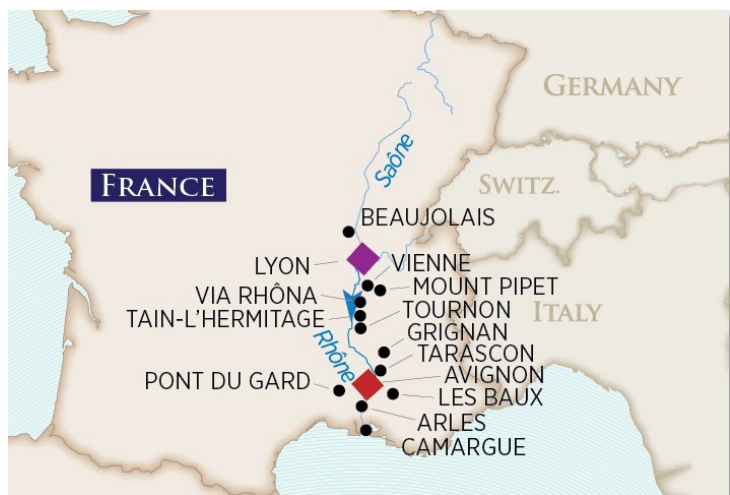 GERMANY
Saône
SWITZ.
FRANCE
BEAUJOLAIS
LYON
VIENNE
MOUNT PIPET
VIA RHÔNA
TOURNON
ITALY
TAIN-L'HERMITAGE
GRIGNAN
Rhône
TARASCON
AVIGNON
PONT DU GARD
LES BAUX
ARLES
CAMARGUE